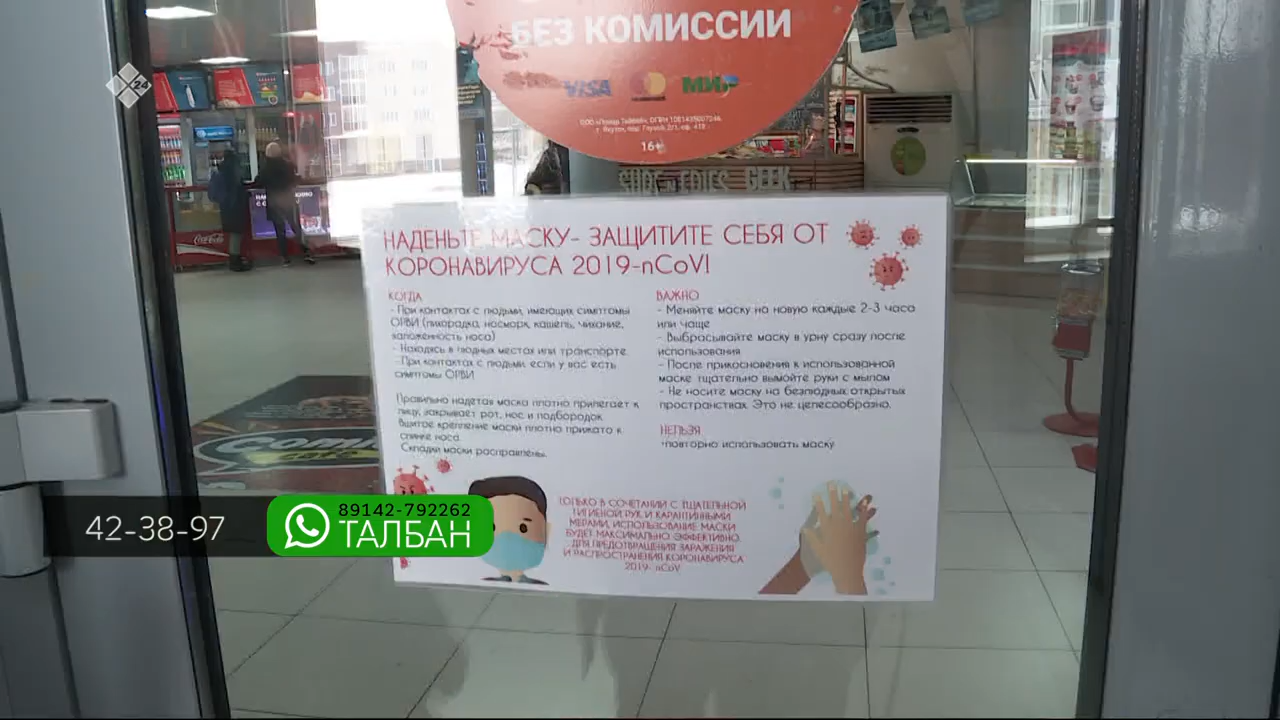 БЕЗ КОМИССИИ
VISA
МИР
16+
24
Coca-Cola
НАДЕНЬТЕ МАСКУ- ЗАЩИТИТЕ СЕБЯ ОТ
КОРОНАВИРУСА 2019-nCoV!
КОГДА
- При контактах с людьми, имеющих симптомы
ОРВИ (лихорадка, насморк, кашель, чихание,
заложенность носа)
- Находясь в людных местах или транспорте.
- При контактах с людьми, если у вас есть
симптомы ОРВИ
Правильно надетая маска плотно прилегает к
лицу, закрывает рот, нос и подбородок
Вшитое крепление маски плотно прижато к
спинке носа.
Складки маски расправлены.
ВАЖНО
- Меняйте маску на новую каждые 2-3 часа
или чаще
- Выбрасывайте маску в урну сразу после
использования
- После прикосновения к использованной
маске тщательно вымойте руки с мылом
- Не носите маску на безлюдных открытых
пространствах. Это не целесообразно.
НЕЛЬЗЯ
-повторно использовать маску
ТОЛЬКО В СОЧЕТАНИИ С ТЩАТЕЛЬНОЙ
ГИГИЕНОЙ РУК И КАРАНТИННЫМИ
МЕРАМИ, ИСПОЛЬЗОВАНИЕ МАСКИ
БУДЕТ МАКСИМАЛЬНО ЭФФЕКТИВНО
ДЛЯ ПРЕДОТВРАЩЕНИЯ ЗАРАЖЕНИЯ
И РАСПРОСТРАНЕНИЯ КОРОНАВИРУСА
2019- nCoV
42-38-97
89142-792262
ТАЛБАН